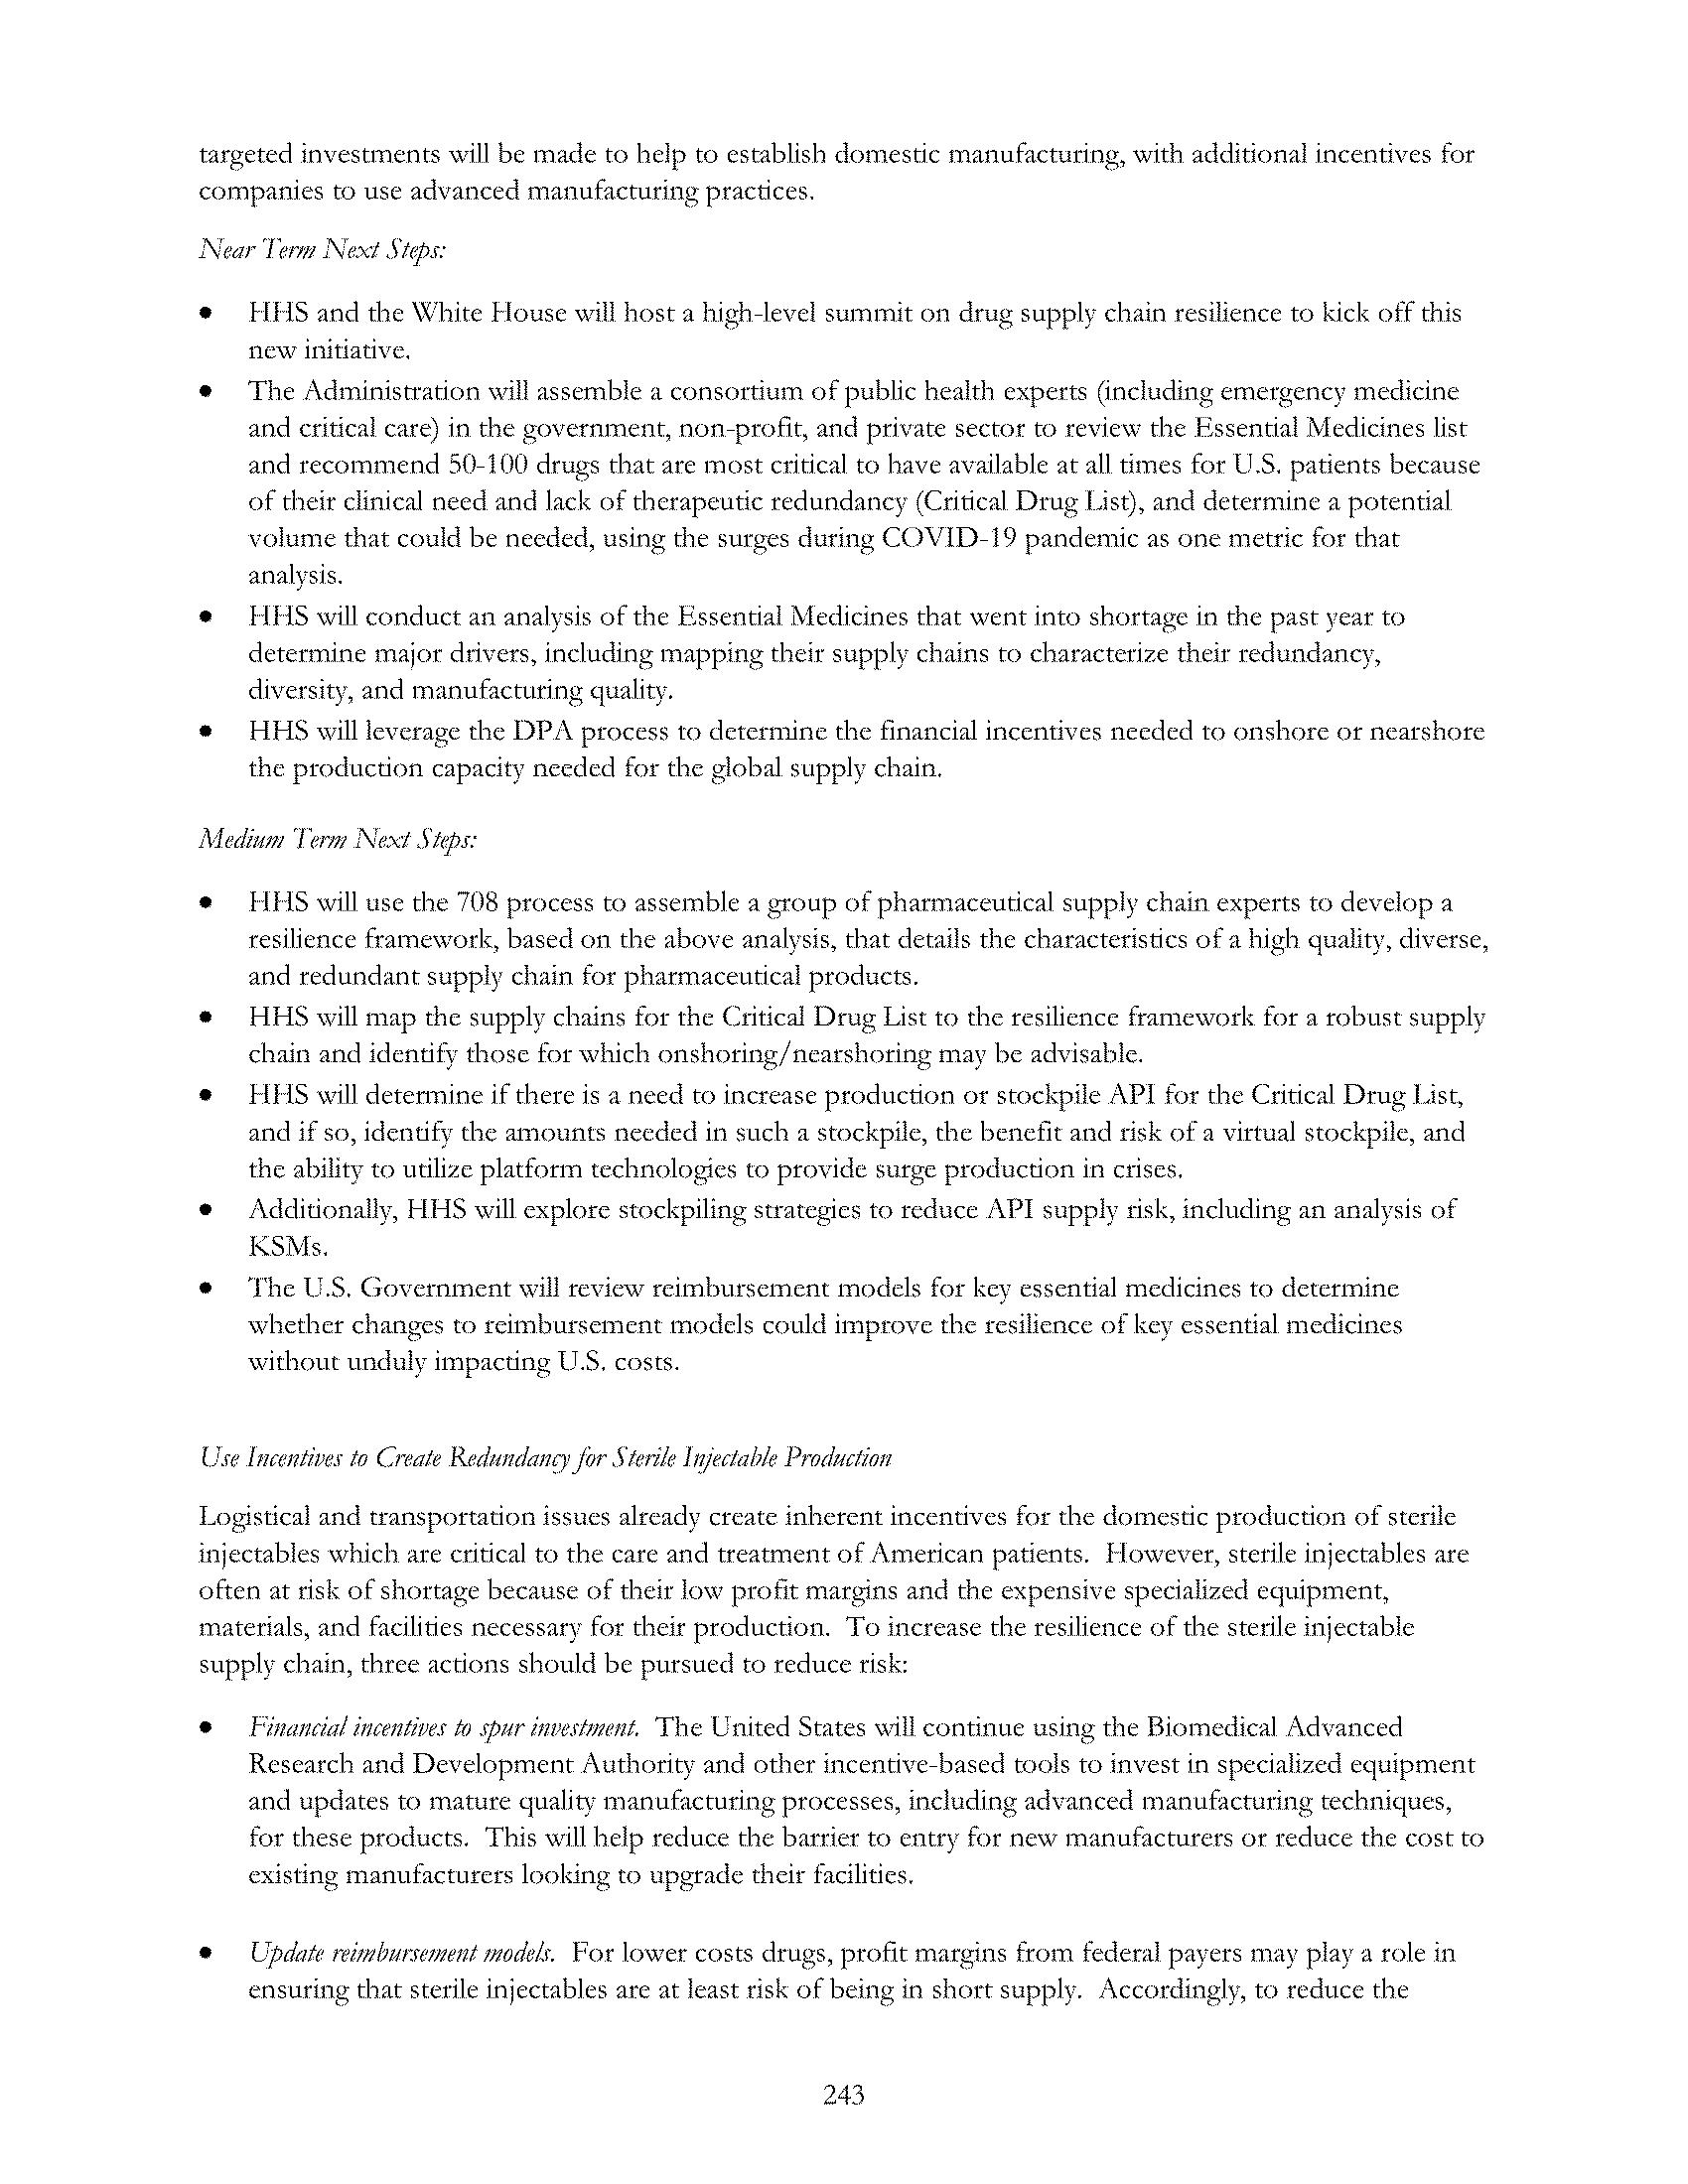 targeted investments will be made to help to establish domestic manufacturing, with additional incentives for
companies to use advanced manufacturing practices.
Near Term Next Steps:
● HHS and the White House will host a high-level summit on drug supply chain resilience to kick off this
new initiative.
● The Administration will assemble a consortium of public health experts (including emergency medicine
and critical care) in the government, non-profit, and private sector to review the Essential Medicines list
and recommend 50-100 drugs that are most critical to have available at all times for U.S. patients because
of their clinical need and lack of therapeutic redundancy (Critical Drug List), and determine a potential
volume that could be needed, using the surges during COVID-19 pandemic as one metric for that
analysis.
● HHS will conduct an analysis of the Essential Medicines that went into shortage in the past year to
determine major drivers, including mapping their supply chains to characterize their redundancy,
diversity, and manufacturing quality.
● HHS will leverage the DPA process to determine the financial incentives needed to onshore or nearshore
the production capacity needed for the global supply chain.
Medium Term Next Steps:
● HHS will use the 708 process to assemble a group of pharmaceutical supply chain experts to develop a
resilience framework, based on the above analysis, that details the characteristics of a high quality, diverse,
and redundant supply chain for pharmaceutical products.
● HHS will map the supply chains for the Critical Drug List to the resilience framework for a robust supply
chain and identify those for which onshoring/nearshoring may be advisable.
● HHS will determine if there is a need to increase production or stockpile API for the Critical Drug List,
and if so, identify the amounts needed in such a stockpile, the benefit and risk of a virtual stockpile, and
the ability to utilize platform technologies to provide surge production in crises.
● Additionally, HHS will explore stockpiling strategies to reduce API supply risk, including an analysis of
KSMs.
● The U.S. Government will review reimbursement models for key essential medicines to determine
whether changes to reimbursement models could improve the resilience of key essential medicines
without unduly impacting U.S. costs.
Use Incentives to Create Redundancy for Sterile Injectable Production
Logistical and transportation issues already create inherent incentives for the domestic production of sterile
injectables which are critical to the care and treatment of American patients. However, sterile injectables are
often at risk of shortage because of their low profit margins and the expensive specialized equipment,
materials, and facilities necessary for their production. To increase the resilience of the sterile injectable
supply chain, three actions should be pursued to reduce risk:
● Financial incentives to spur investment. The United States will continue using the Biomedical Advanced
Research and Development Authority and other incentive-based tools to invest in specialized equipment
and updates to mature quality manufacturing processes, including advanced manufacturing techniques,
for these products. This will help reduce the barrier to entry for new manufacturers or reduce the cost to
existing manufacturers looking to upgrade their facilities.
● Update reimbursement models. For lower costs drugs, profit margins from federal payers may play a role in
ensuring that sterile injectables are at least risk of being in short supply. Accordingly, to reduce the
243